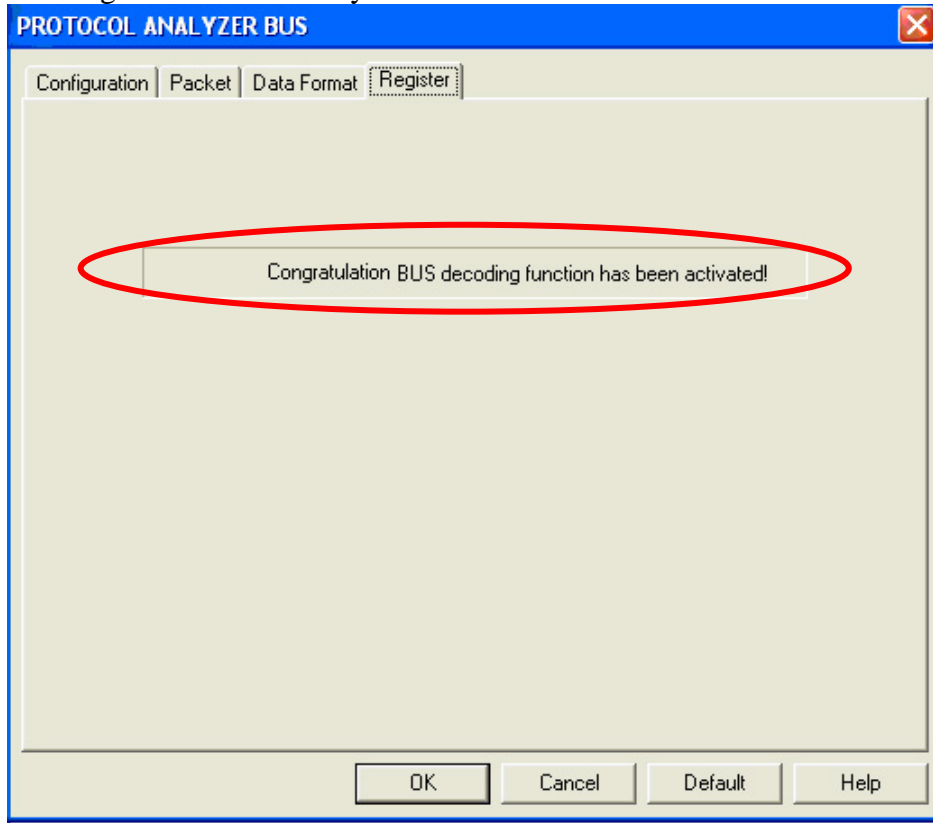 PROTOCOL ANALYZER BUS
Configuration Packet Data Format Register
Congratulation BUS decoding function has been activated!
OK Cancel Default Help